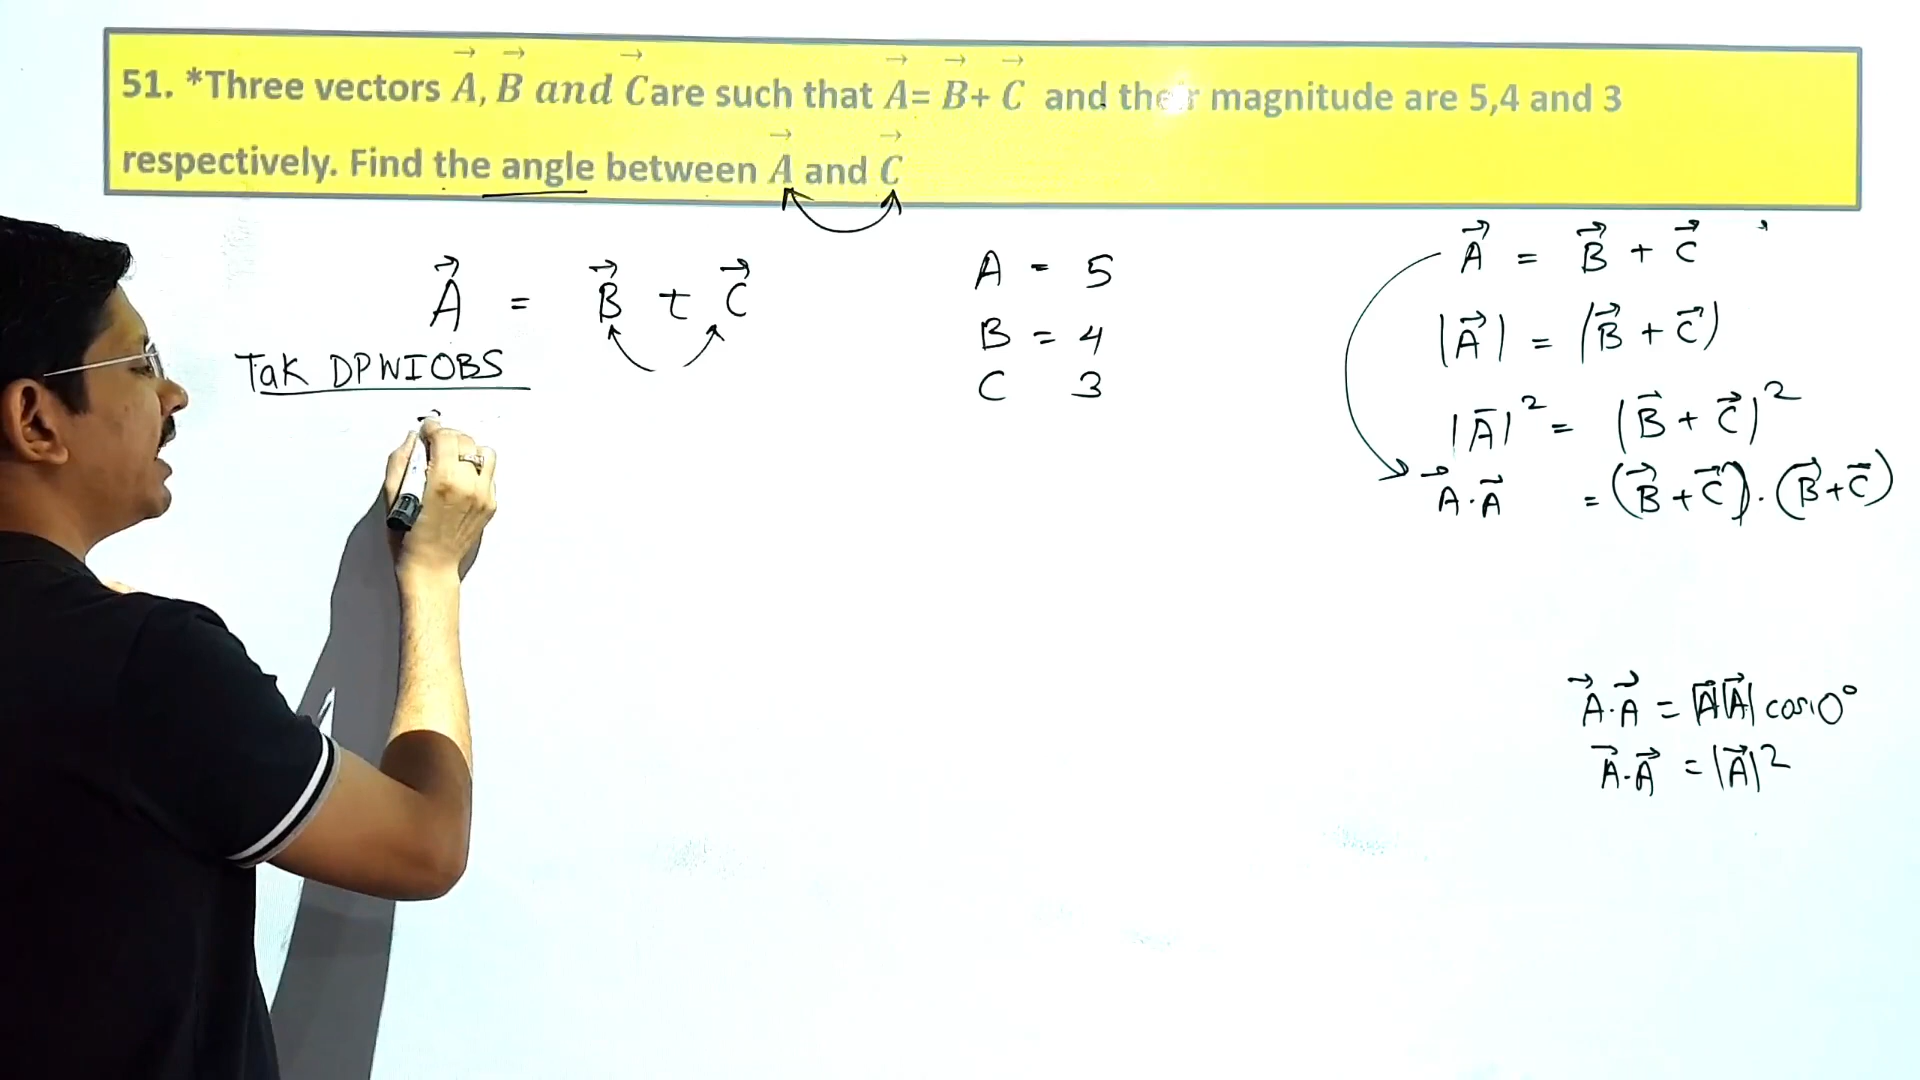 51. *Three vectors A⃗, B⃗ and C⃗ are such that A⃗= B⃗+ C⃗ and their magnitude are 5,4 and 3
respectively. Find the angle between A⃗ and C⃗
A⃗ = B⃗ + C⃗
Tak DPWIOBS
A = 5
B = 4
C 3
A⃗ = B⃗ + C⃗
|A⃗| = |B⃗ + C⃗|
|A⃗|² = |B⃗ + C⃗|²
A⃗.A⃗ = (B⃗ + C⃗).(B⃗+C⃗)
A⃗.A⃗ = |A⃗||A⃗| cos 0°
A⃗.A⃗ = |A⃗|²